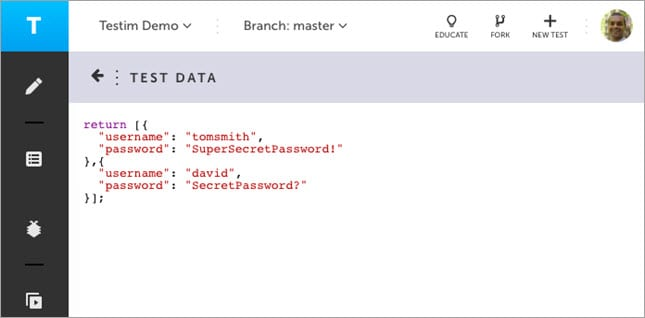 T
Testim Demo
Branch: master
EDUCATE
FORK
NEW TEST
TEST DATA
return [{
"username": "tomsmith",
"password": "SuperSecretPassword!"
},{
"username": "david",
"password": "SecretPassword?"
}];